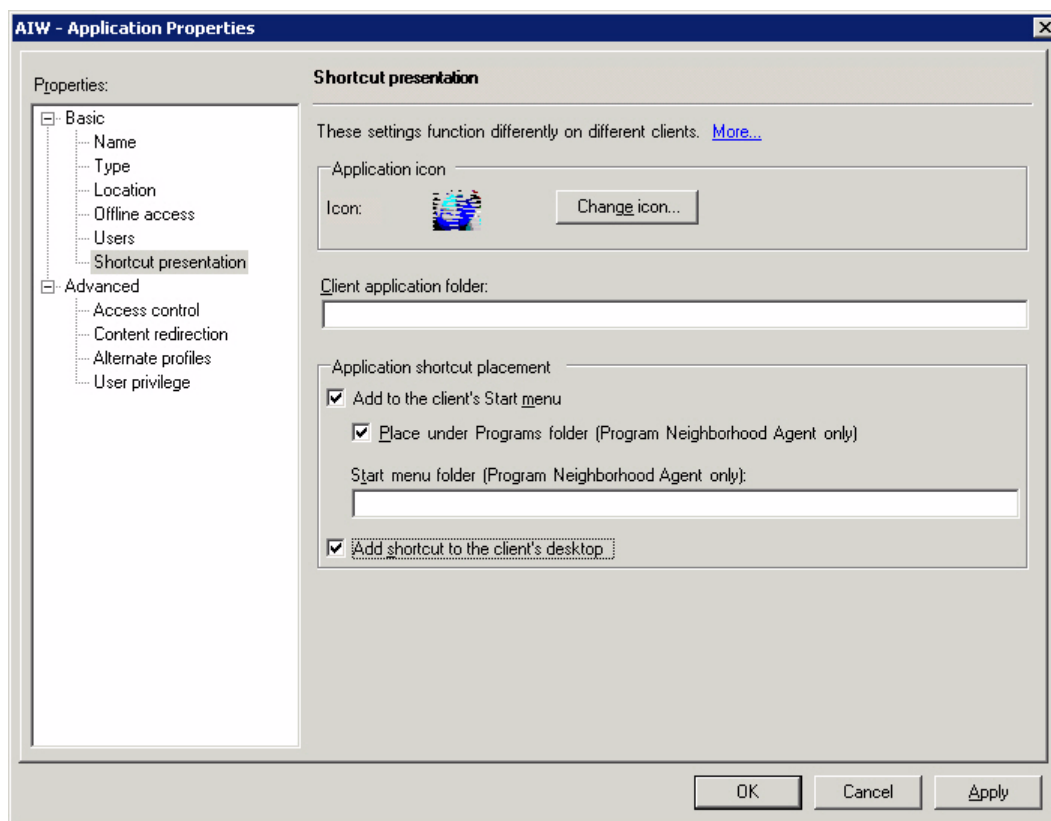 AIW - Application Properties
Properties:
Basic
Name
Type
Location
Offline access
Users
Shortcut presentation
Advanced
Access control
Content redirection
Alternate profiles
User privilege
Shortcut presentation
These settings function differently on different clients. More...
Application icon
Icon:
Change icon...
Client application folder:
Application shortcut placement
Add to the client's Start menu
Place under Programs folder (Program Neighborhood Agent only)
Start menu folder (Program Neighborhood Agent only):
Add shortcut to the client's desktop
OK
Cancel
Apply